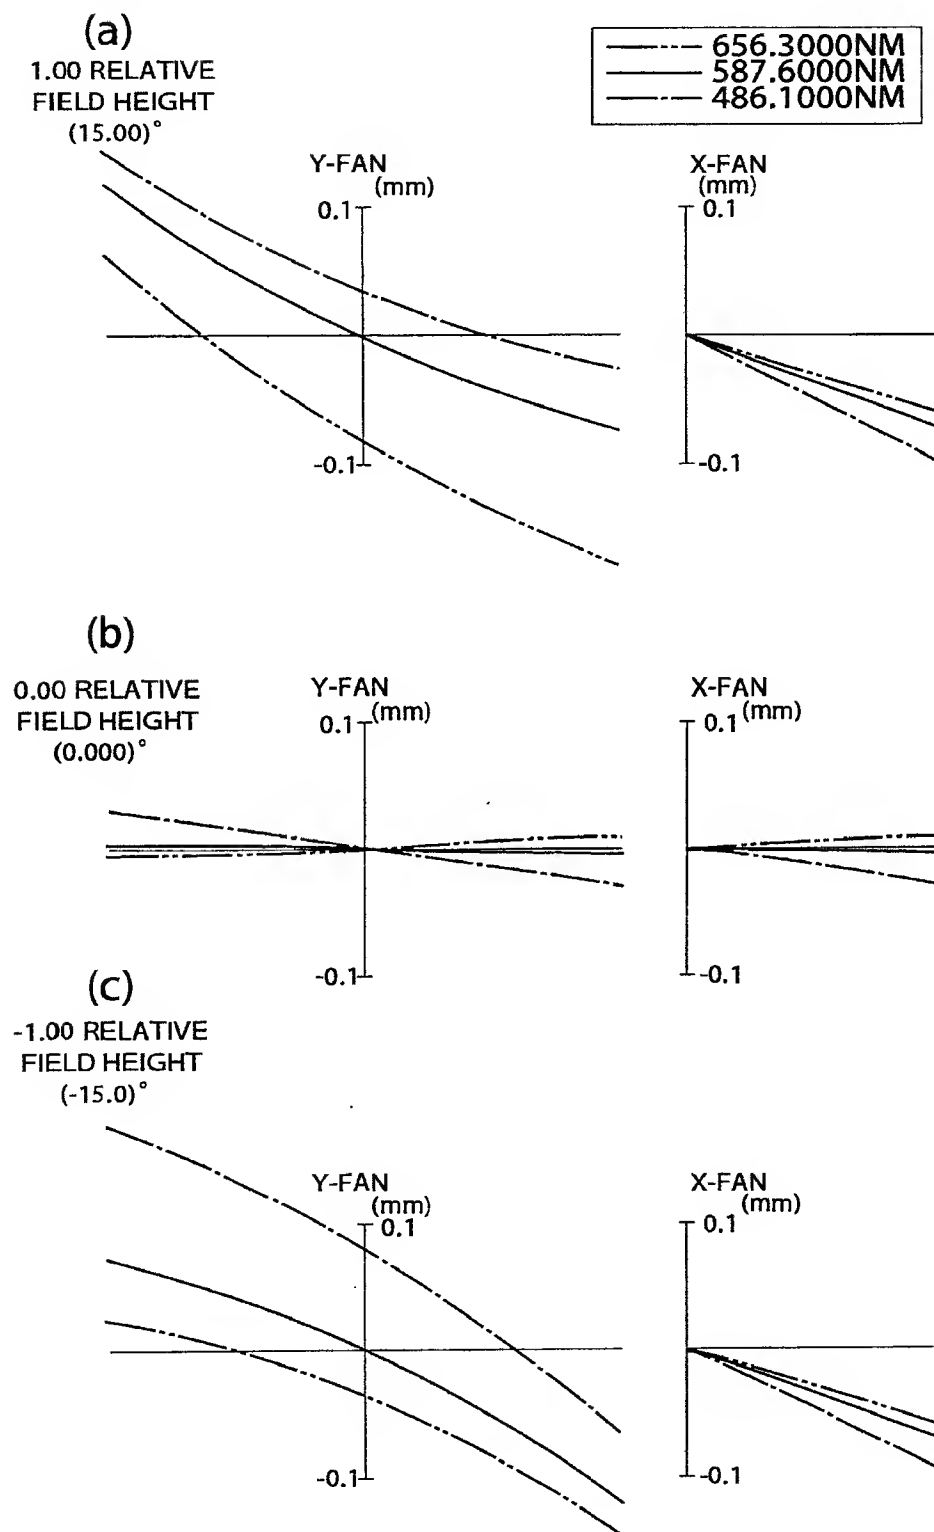 (a)
1.00 RELATIVE
FIELD HEIGHT
(15.00)°
656.3000NM
587.6000NM
486.1000NM
Y-FAN
(mm)
0.1
-0.1
X-FAN
(mm)
0.1
-0.1
(b)
0.00 RELATIVE
FIELD HEIGHT
(0.000)°
Y-FAN
(mm)
0.1
-0.1
X-FAN
(mm)
0.1
-0.1
(c)
-1.00 RELATIVE
FIELD HEIGHT
(-15.0)°
Y-FAN
(mm)
0.1
-0.1
X-FAN
(mm)
0.1
-0.1